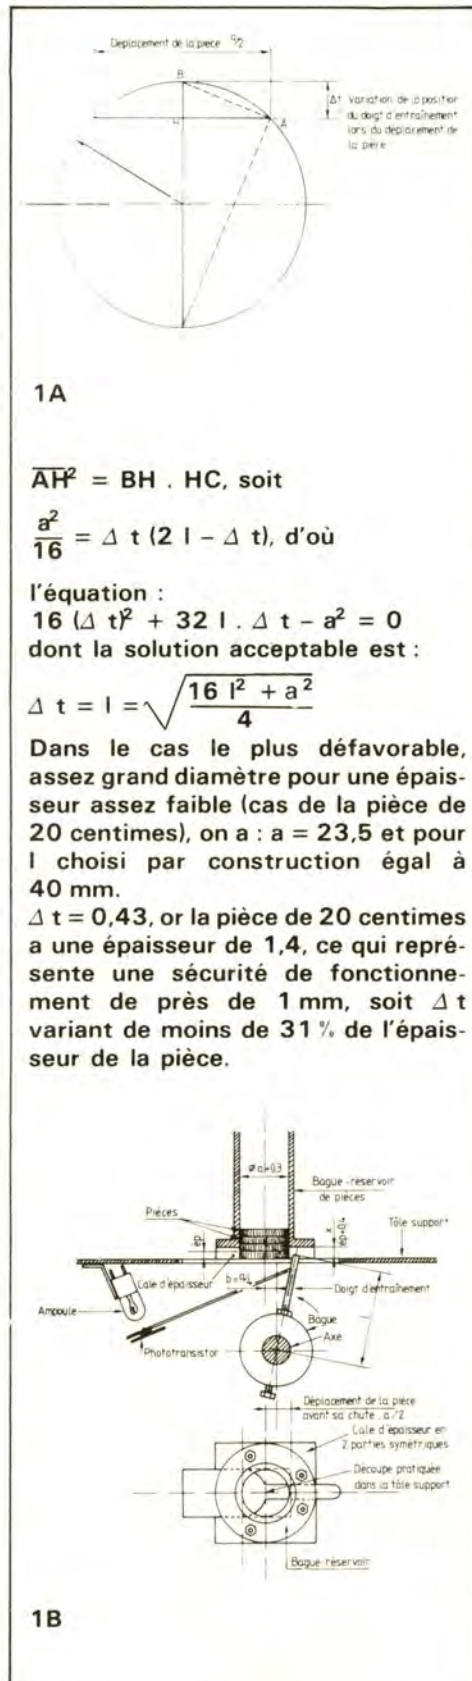 Déplacement de la pièce a/2
B
H
A
Δt variation de la position
du doigt d'entraînement
lors du déplacement de
la pièce
1A
AH² = BH . HC, soit
a²/16 = Δ t (2 l – Δ t), d'où
l'équation :
16 (Δ t)² + 32 l . Δ t – a² = 0
dont la solution acceptable est :
Δ t = l = √(16 l² + a²/4)
Dans le cas le plus défavorable,
assez grand diamètre pour une épais-
seur assez faible (cas de la pièce de
20 centimes), on a : a = 23,5 et pour
l choisi par construction égal à
40 mm.
Δ t = 0,43, or la pièce de 20 centimes
a une épaisseur de 1,4, ce qui repré-
sente une sécurité de fonctionne-
ment de près de 1 mm, soit Δ t
variant de moins de 31 % de l'épais-
seur de la pièce.
ø a+0,3
Bague-réservoir
de pièces
Pièces
Tôle support
ep
x
ep+0,4
Cale d'épaisseur
b = a/4
Doigt d'entraînement
Ampoule
Bague
Axe
Phototransistor
l
Déplacement de la pièce
avant sa chute, a/2
Cale d'épaisseur en
2 parties symétriques
Découpe pratiquée
dans la tôle support
Bague réservoir
1B